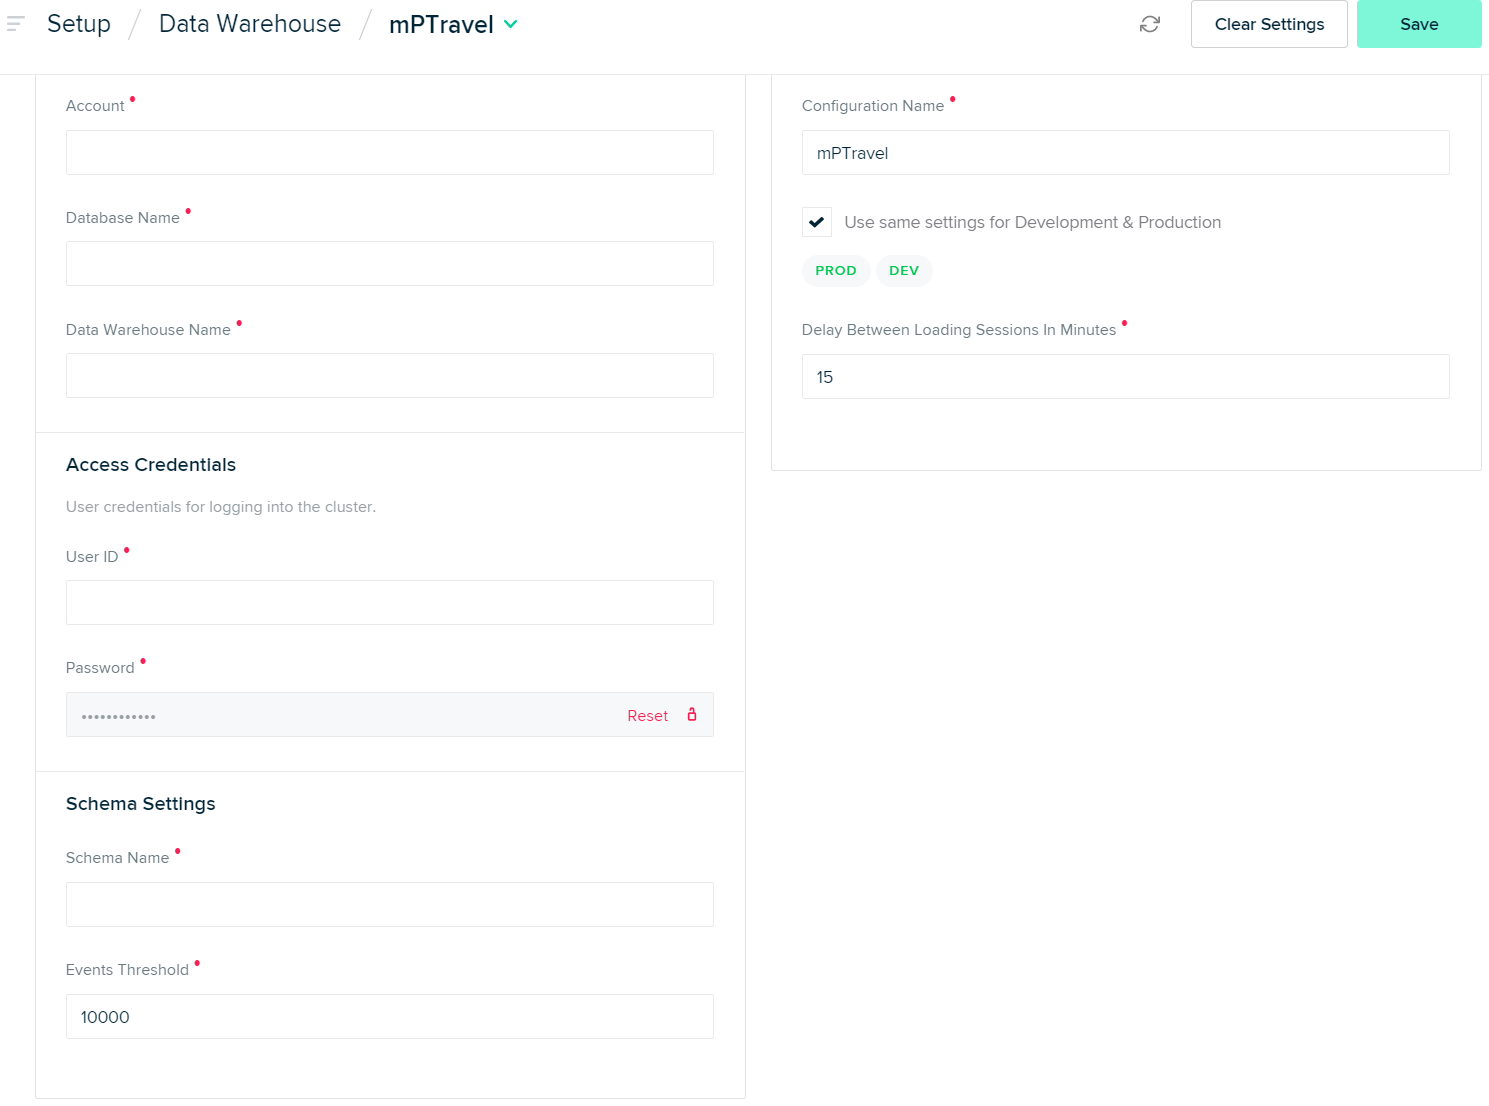 Setup / Data Warehouse / mPTravel
Clear Settings
Save
Account •
Database Name •
Data Warehouse Name •
Access Credentials
User credentials for logging into the cluster.
User ID •
Password •
•••••••••••• Reset
Schema Settings
Schema Name •
Events Threshold •
10000
Configuration Name •
mPTravel
Use same settings for Development & Production
PROD DEV
Delay Between Loading Sessions In Minutes •
15